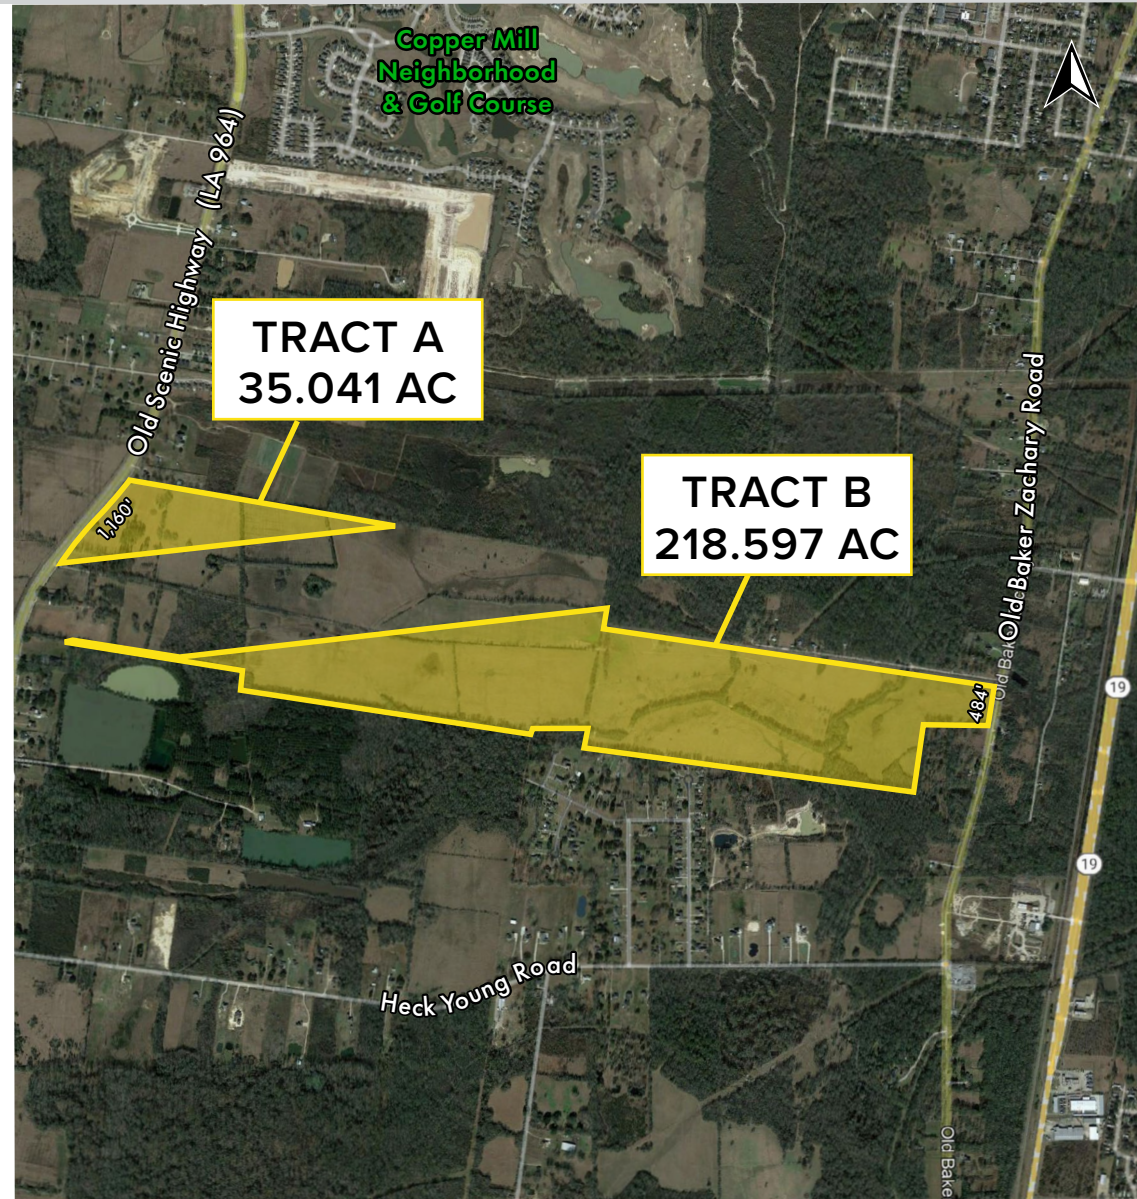 Copper Mill
Neighborhood
& Golf Course
Old Scenic Highway (LA 964)
TRACT A
35.041 AC
1,160'
TRACT B
218.597 AC
Old Baker Zachary Road
Old Bak
484'
19
19
Heck Young Road
Old Bake